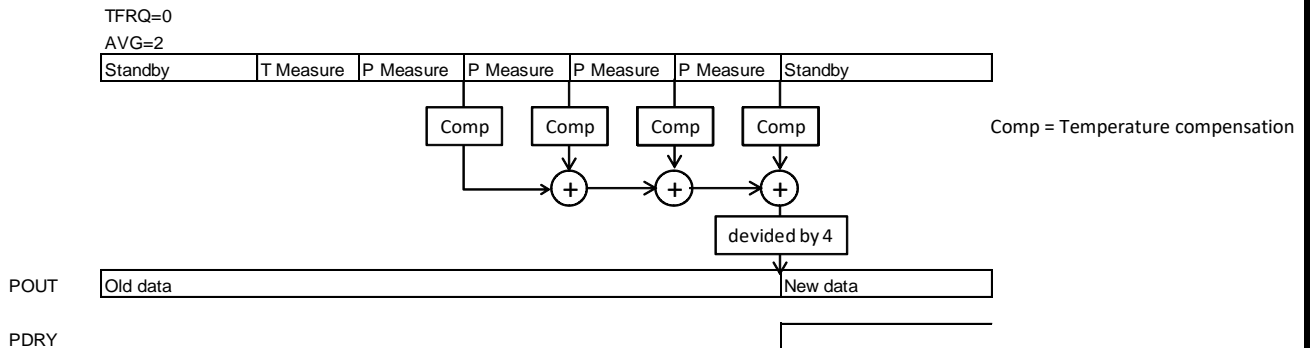 TFRQ=0
AVG=2
Standby T Measure P Measure P Measure P Measure P Measure Standby
Comp Comp Comp Comp Comp = Temperature compensation
+ + +
devided by 4
POUT Old data New data
PDRY